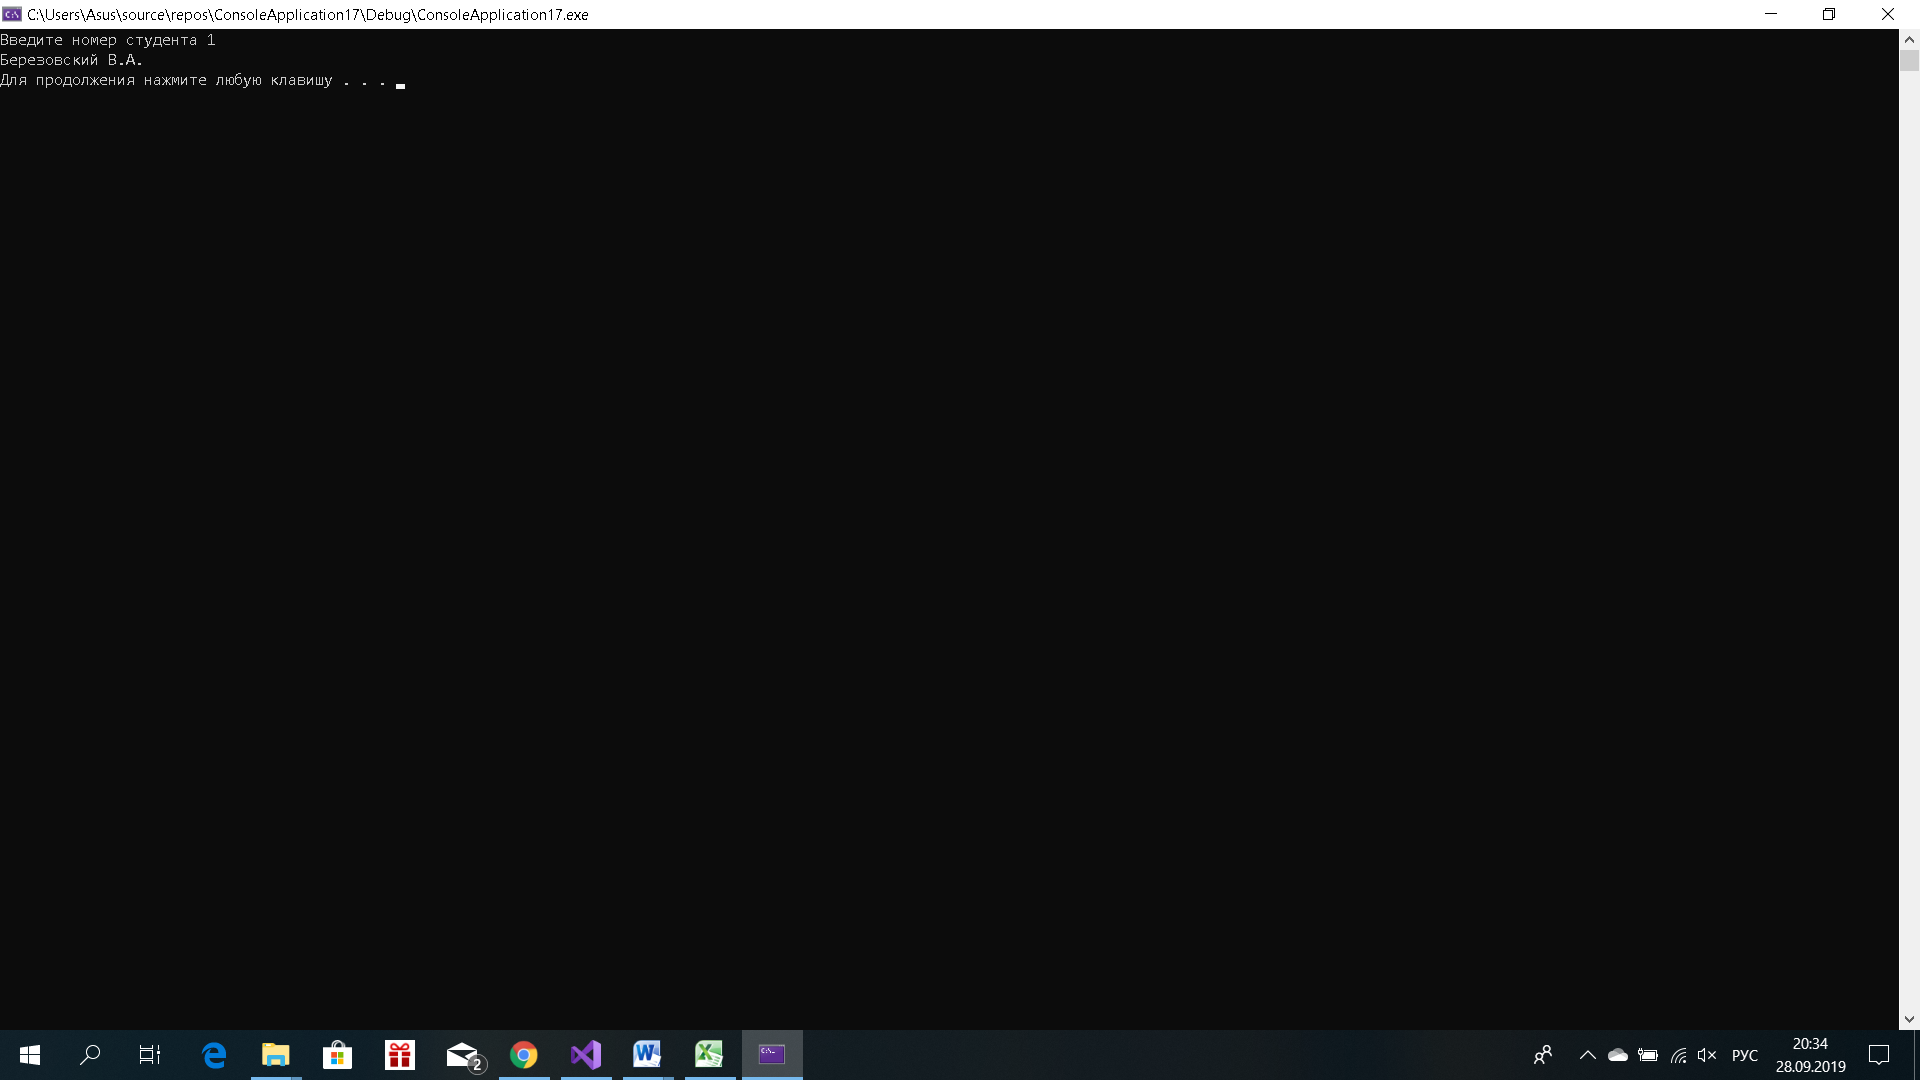 C:\Users\Asus\source\repos\ConsoleApplication17\Debug\ConsoleApplication17.exe
Введите номер студента 1
Березовский В.А.
Для продолжения нажмите любую клавишу . . .
2
РУС
20:34
28.09.2019